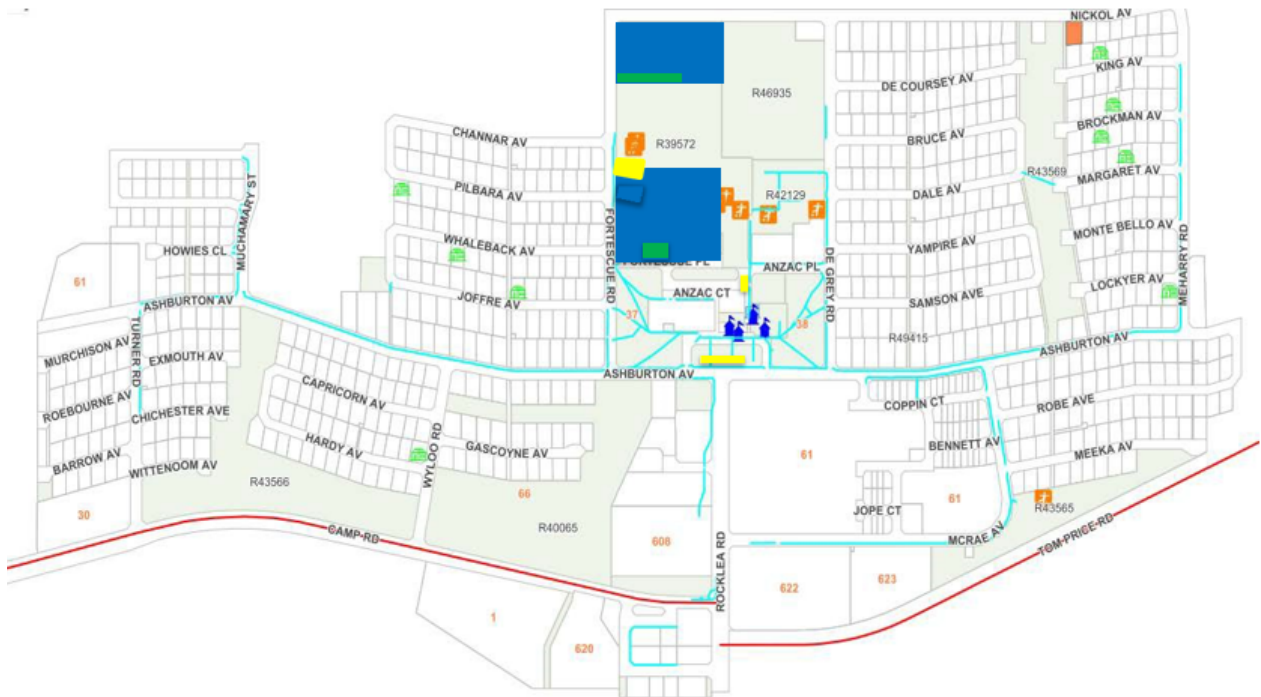 NICKOL AV
KING AV
DE COURSEY AV
R46935
BROCKMAN AV
CHANNAR AV
R39572
BRUCE AV
R43569
MARGARET AV
PILBARA AV
R42129
DALE AV
MUCHAMARY ST
FORTESCUE RD
MONTE BELLO AV
HOWIES CL
WHALEBACK AV
YAMPIRE AV
MEHARRY RD
FORTESCUE PL
ANZAC PL
DE GREY RD
61
LOCKYER AV
ASHBURTON AV
JOFFRE AV
ANZAC CT
SAMSON AVE
37
38
R49415
TURNER RD
MURCHISON AV
EXMOUTH AV
ASHBURTON AV
ASHBURTON AV
CAPRICORN AV
COPPIN CT
ROBE AVE
ROEBOURNE AV
CHICHESTER AVE
HARDY AV
WYLOO RD
GASCOYNE AV
BENNETT AV
MEEKA AV
BARROW AV
WITTENOOM AV
R43566
66
61
61
30
R43565
CAMP RD
R40065
608
JOPE CT
MCRAE AV
TOM PRICE RD
ROCKLEA RD
622
623
1
620